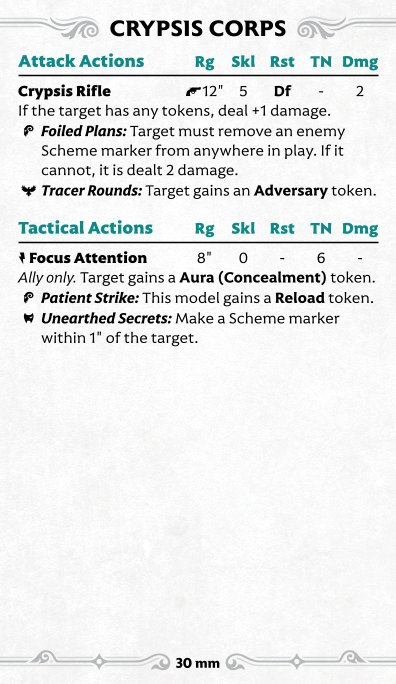 CRYPSIS CORPS
Attack Actions Rg Skl Rst TN Dmg
Crypsis Rifle 12" 5 Df - 2
If the target has any tokens, deal +1 damage.
Foiled Plans: Target must remove an enemy
Scheme marker from anywhere in play. If it
cannot, it is dealt 2 damage.
Tracer Rounds: Target gains an Adversary token.
Tactical Actions Rg Skl Rst TN Dmg
Focus Attention 8" 0 - 6 -
Ally only. Target gains a Aura (Concealment) token.
Patient Strike: This model gains a Reload token.
Unearthed Secrets: Make a Scheme marker
within 1" of the target.
30 mm